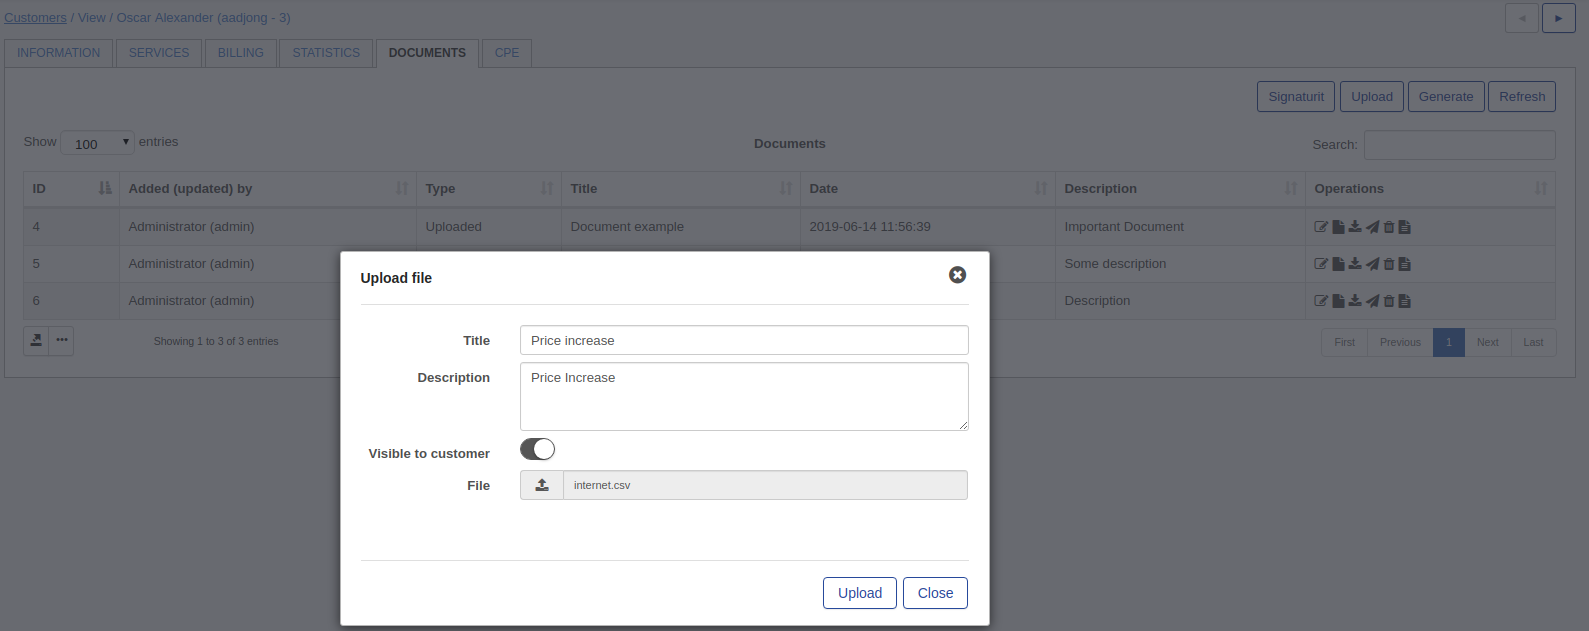 Customers / View / Oscar Alexander (aadjong - 3)
INFORMATION SERVICES BILLING STATISTICS DOCUMENTS CPE
Signaturit Upload Generate Refresh
Show 100 entries Documents Search:
ID Added (updated) by Type Title Date Description Operations
4 Administrator (admin) Uploaded Document example 2019-06-14 11:56:39 Important Document
5 Administrator (admin) Some description
6 Administrator (admin) Description
Showing 1 to 3 of 3 entries First Previous 1 Next Last
Upload file
Title Price increase
Description Price Increase
Visible to customer
File internet.csv
Upload Close